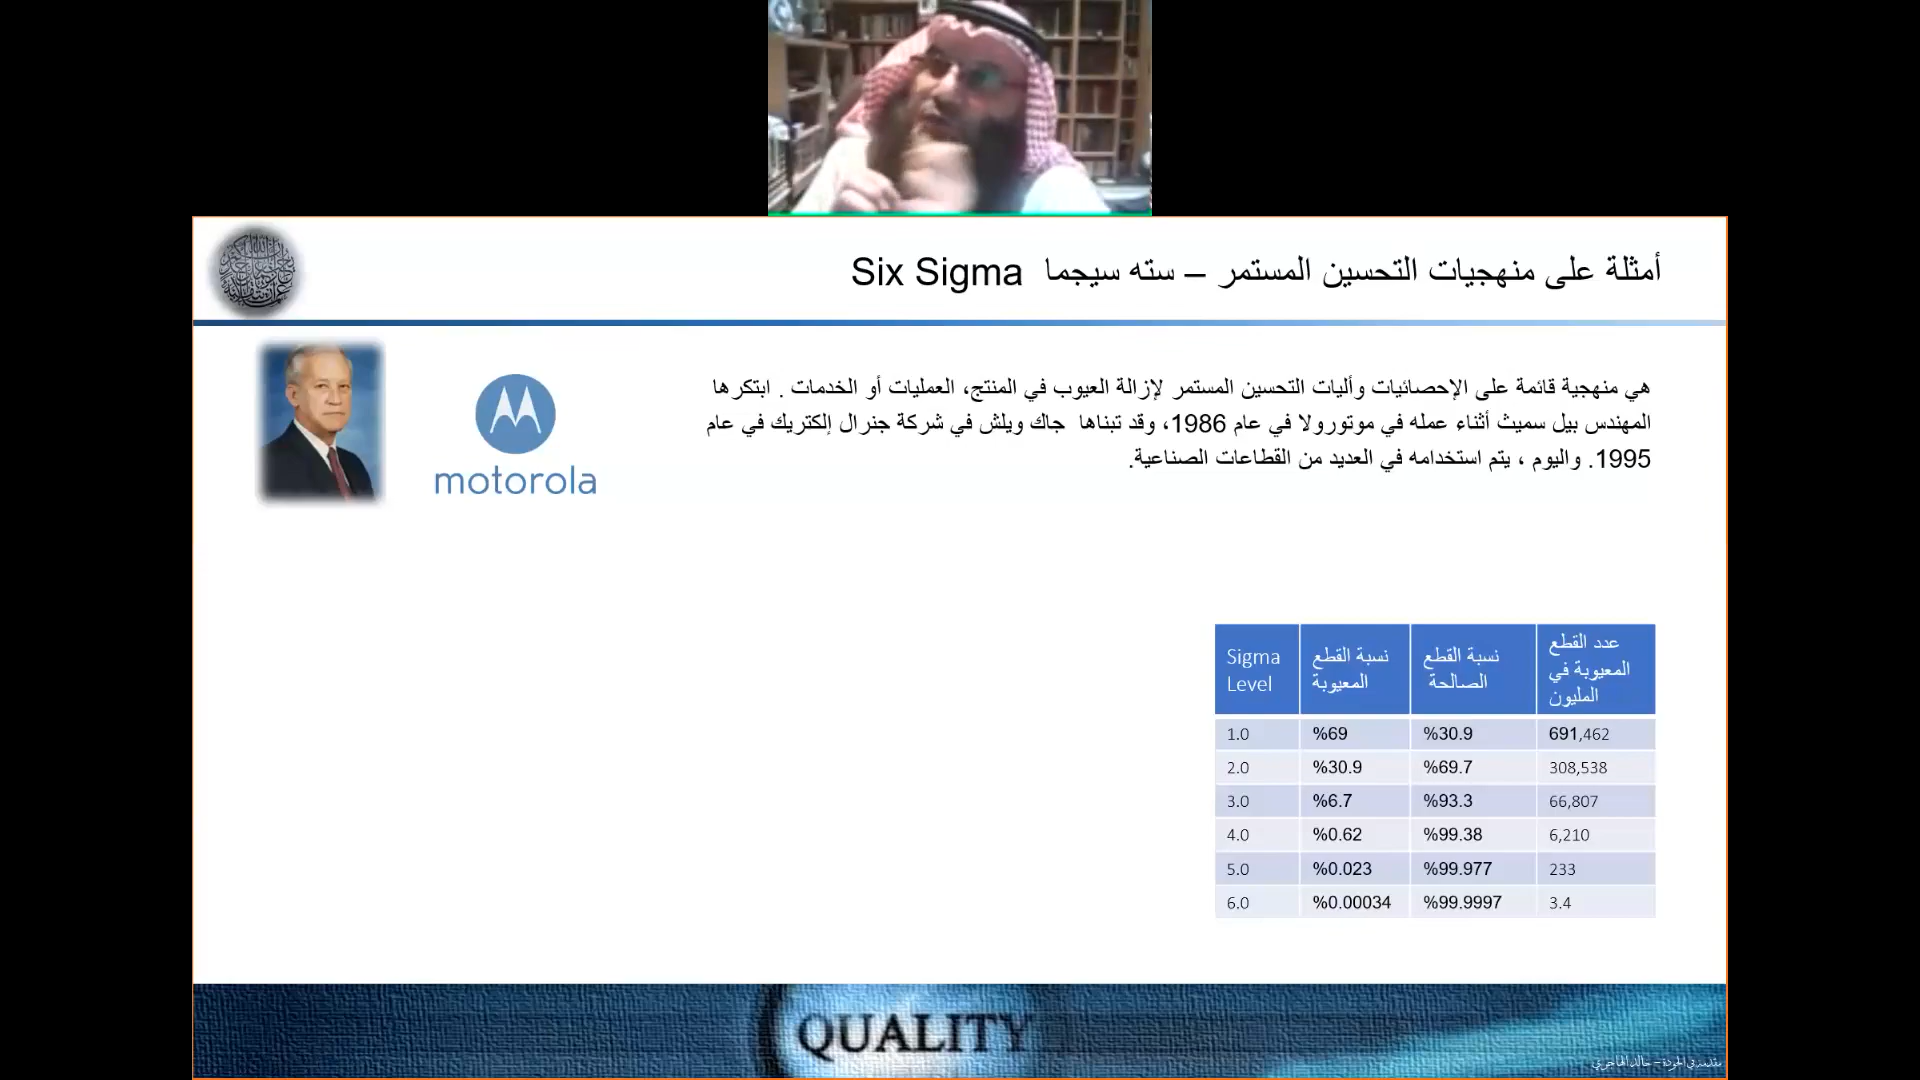 أمثلة على منهجيات التحسين المستمر – سته سيجما Six Sigma
هي منهجية قائمة على الإحصائيات وأليات التحسين المستمر لإزالة العيوب في المنتج، العمليات أو الخدمات . ابتكرها
المهندس بيل سميث أثناء عمله في موتورولا في عام 1986، وقد تبناها جاك ويلش في شركة جنرال إلكتريك في عام
1995. واليوم ، يتم استخدامه في العديد من القطاعات الصناعية.
motorola
Sigma Level نسبة القطع المعيوبة نسبة القطع الصالحة عدد القطع المعيوبة في المليون
1.0 %69 %30.9 691,462
2.0 %30.9 %69.7 308,538
3.0 %6.7 %93.3 66,807
4.0 %0.62 %99.38 6,210
5.0 %0.023 %99.977 233
6.0 %0.00034 %99.9997 3.4
QUALITY
مقدمة في الجودة – خالد الهاجري